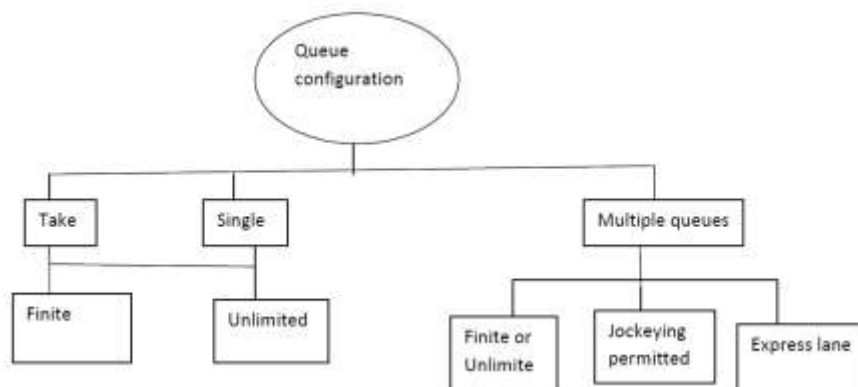 Queue
configuration
Take
Single
Multiple queues
Finite
Unlimited
Finite or
Unlimite
Jockeying
permitted
Express lane